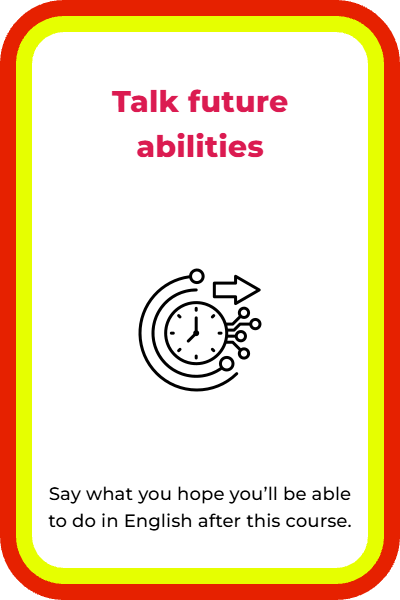 Talk future
abilities
Say what you hope you’ll be able
to do in English after this course.